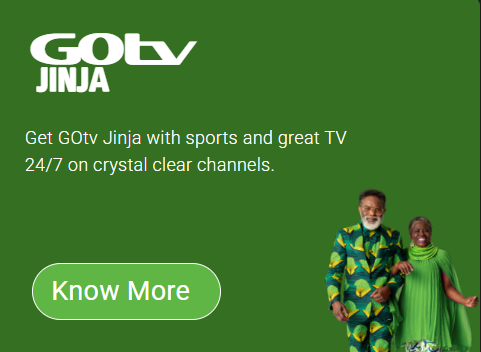 GOtv
JINJA
Get GOtv Jinja with sports and great TV
24/7 on crystal clear channels.
Know More